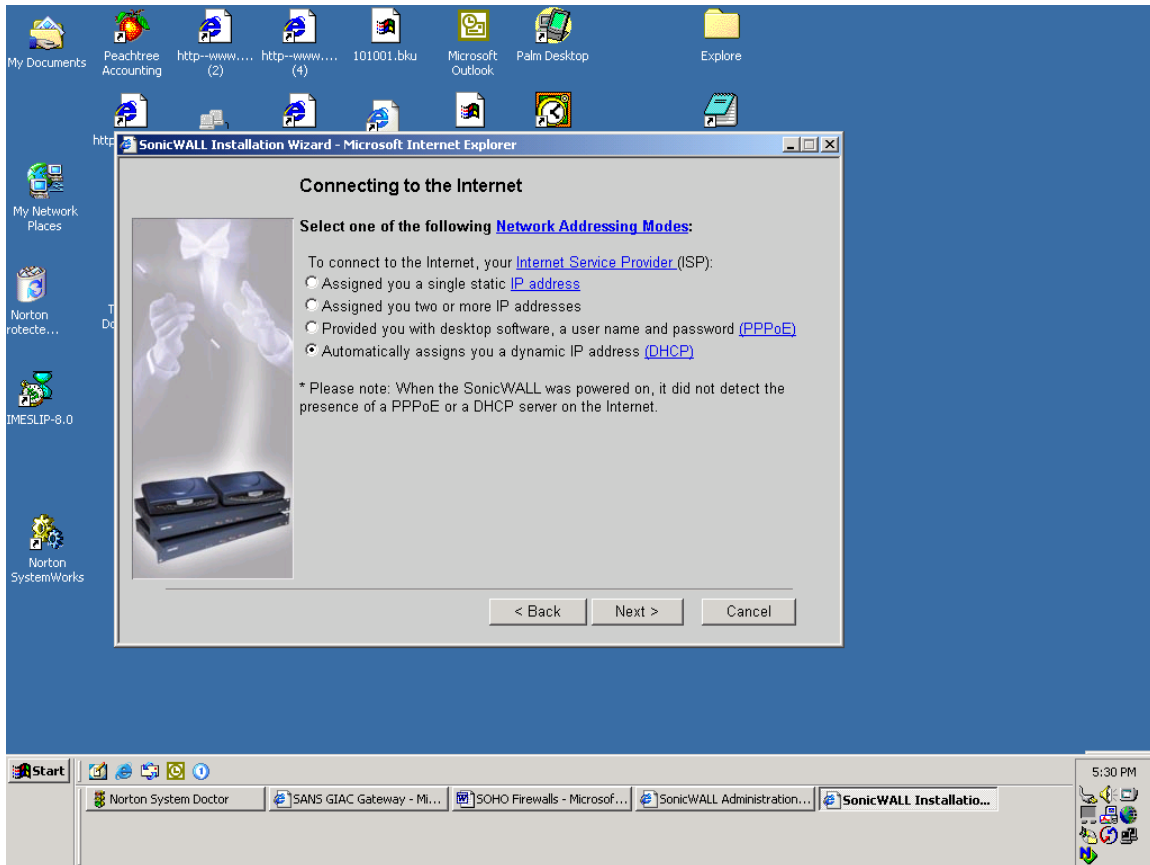 My Documents
Peachtree
Accounting
http--www....
(2)
http--www....
(4)
101001.bku
Microsoft
Outlook
Palm Desktop
Explore
http
SonicWALL Installation Wizard - Microsoft Internet Explorer
My Network
Places
Norton
rotecte...
T
Do
IMESLIP-8.0
Norton
SystemWorks
Connecting to the Internet
Select one of the following Network Addressing Modes:
To connect to the Internet, your Internet Service Provider (ISP):
Assigned you a single static IP address
Assigned you two or more IP addresses
Provided you with desktop software, a user name and password (PPPoE)
Automatically assigns you a dynamic IP address (DHCP)
* Please note: When the SonicWALL was powered on, it did not detect the
presence of a PPPoE or a DHCP server on the Internet.
< Back
Next >
Cancel
Start
5:30 PM
Norton System Doctor
SANS GIAC Gateway - Mi...
SOHO Firewalls - Microsof...
SonicWALL Administration...
SonicWALL Installatio...